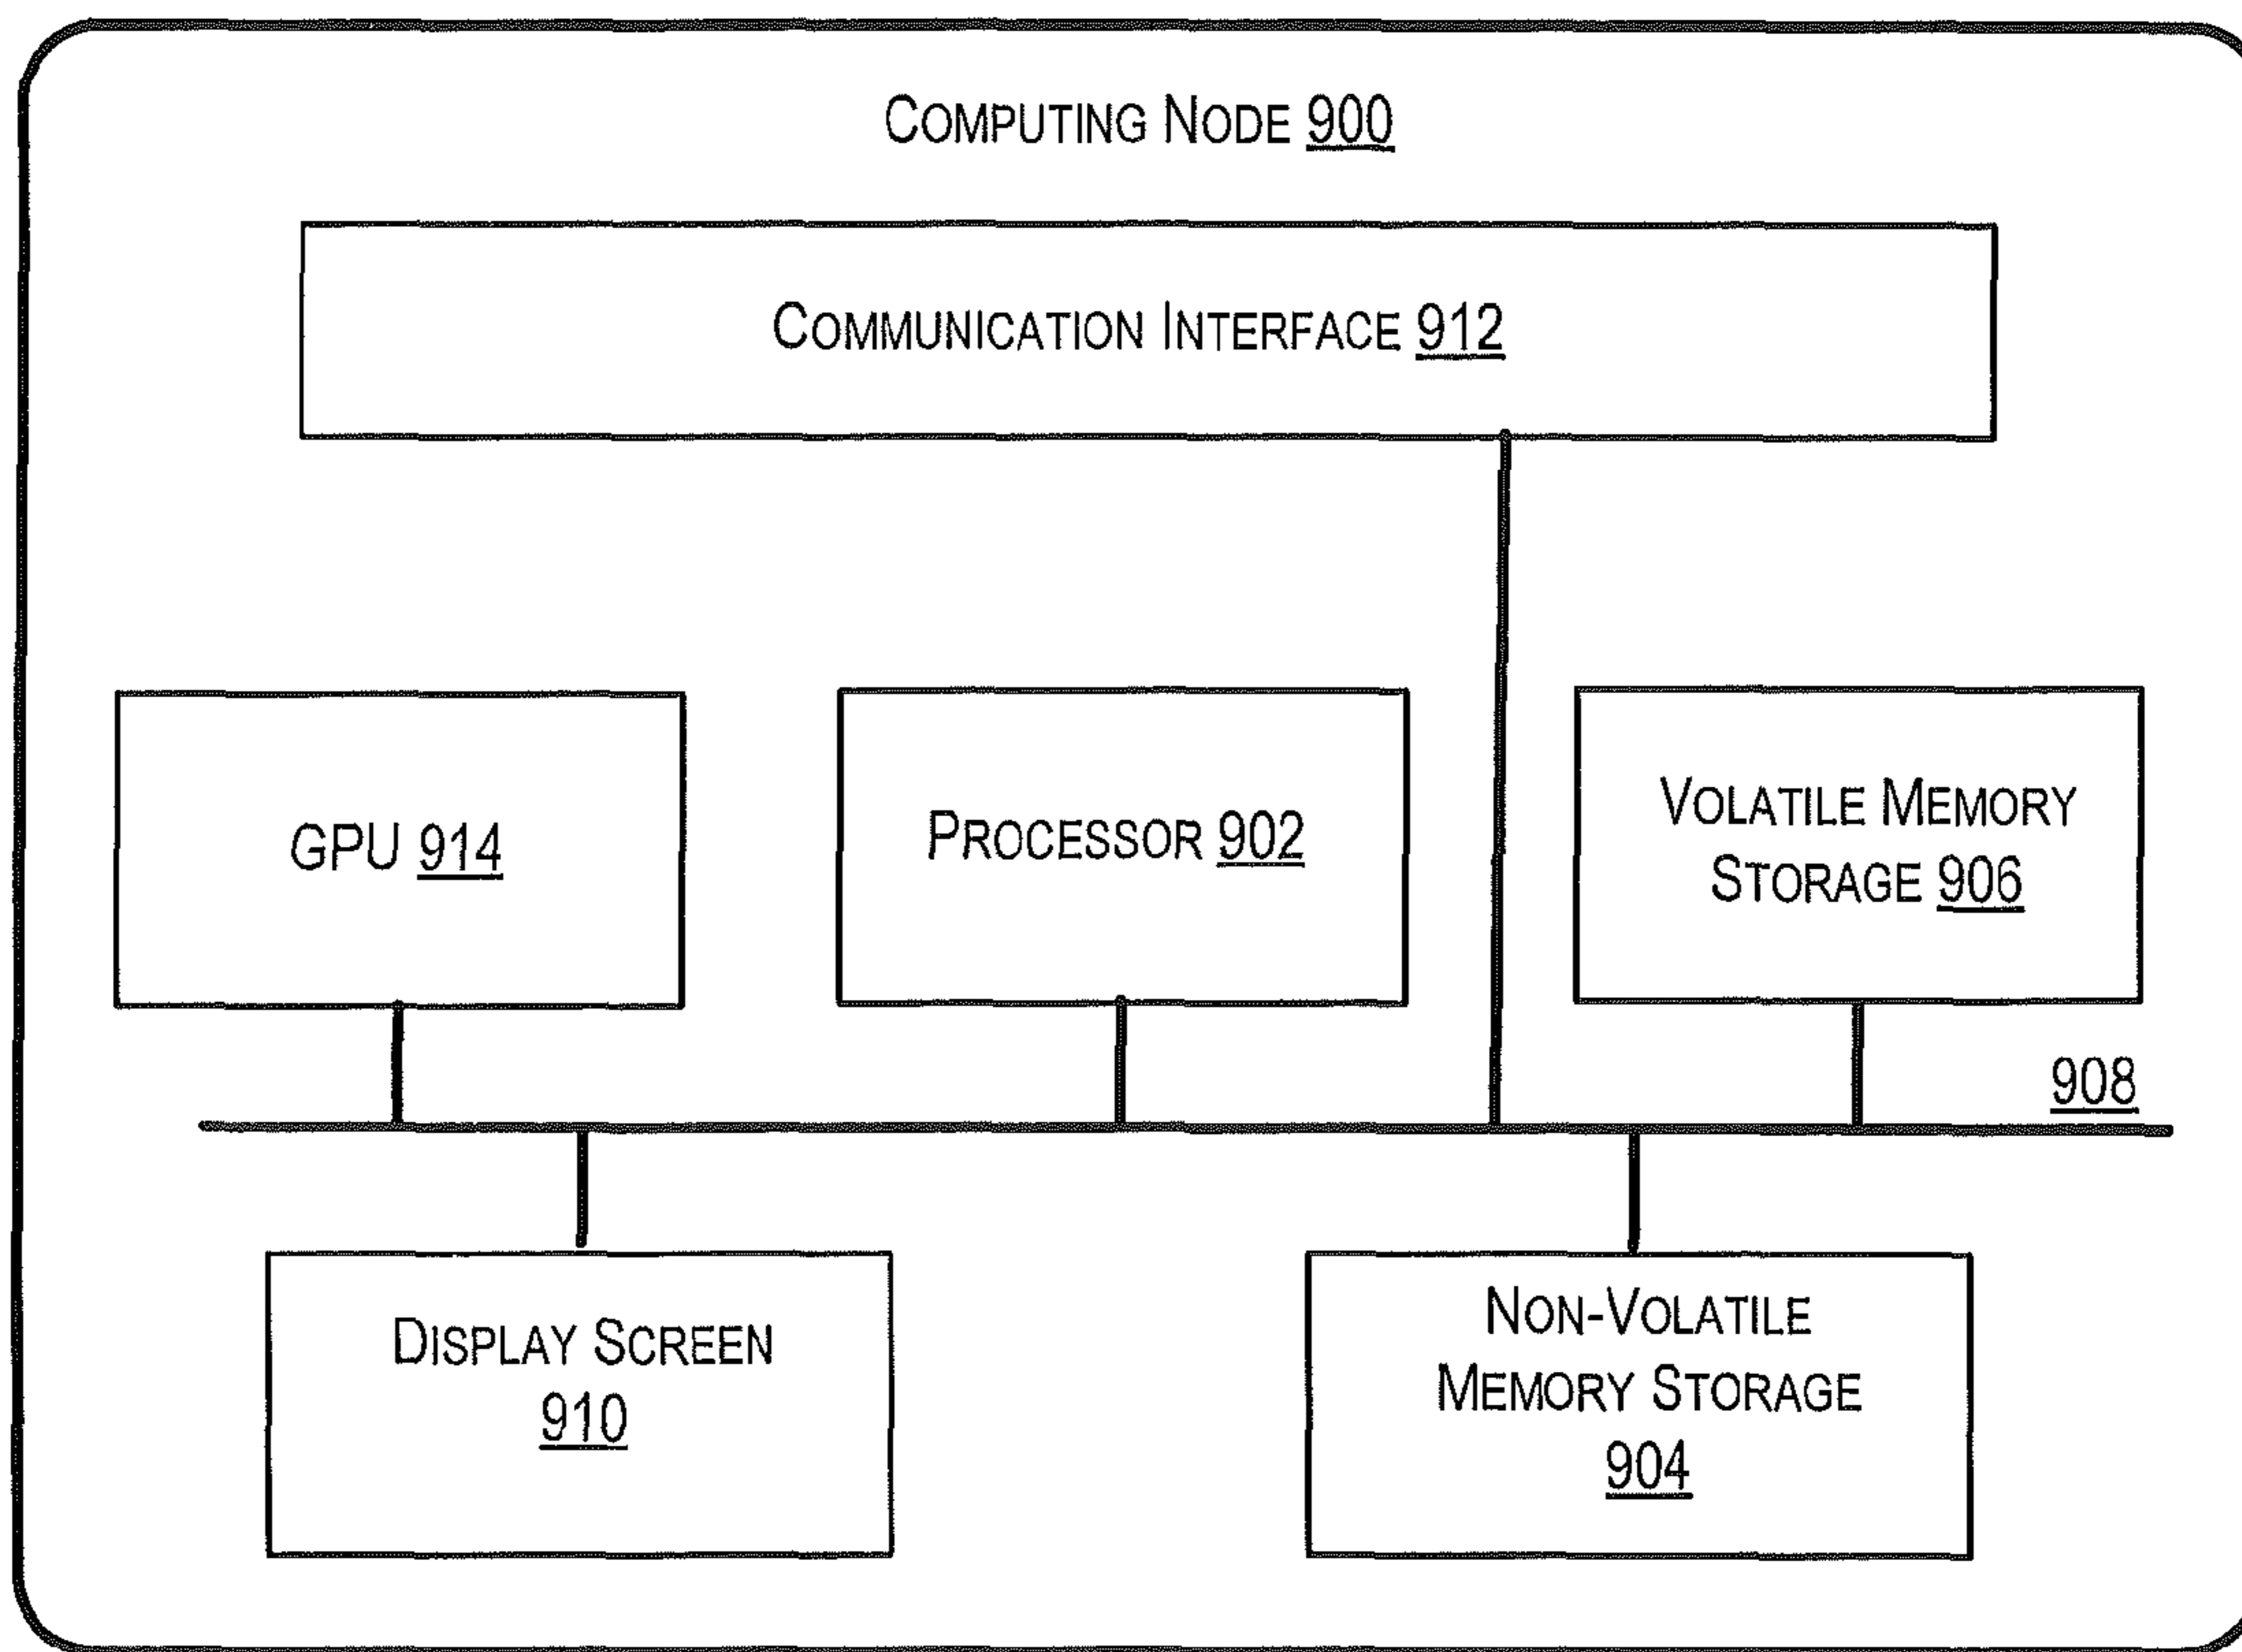 COMPUTING NODE 900
COMMUNICATION INTERFACE 912
GPU 914
PROCESSOR 902
VOLATILE MEMORY
STORAGE 906
908
DISPLAY SCREEN
910
NON-VOLATILE
MEMORY STORAGE
904